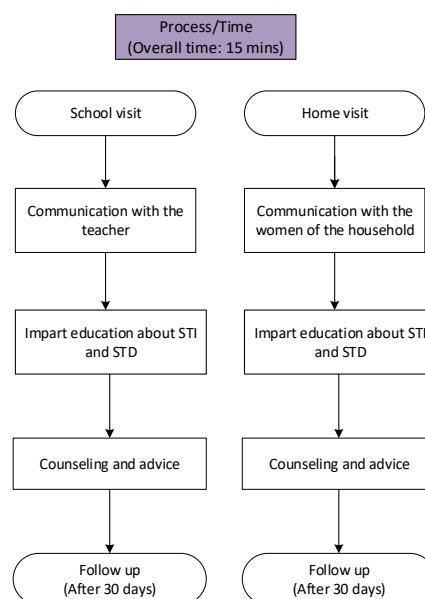 Process/Time
(Overall time: 15 mins)
School visit
Communication with the
teacher
Impart education about STI
and STD
Counseling and advice
Follow up
(After 30 days)
Home visit
Communication with the
women of the household
Impart education about STI
and STD
Counseling and advice
Follow up
(After 30 days)